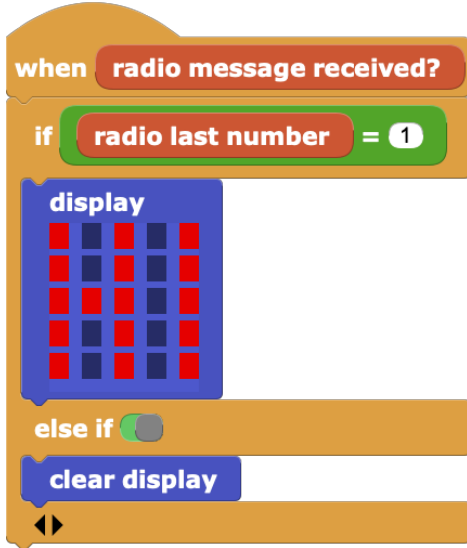 when radio message received?
if radio last number = 1
display
else if
clear display